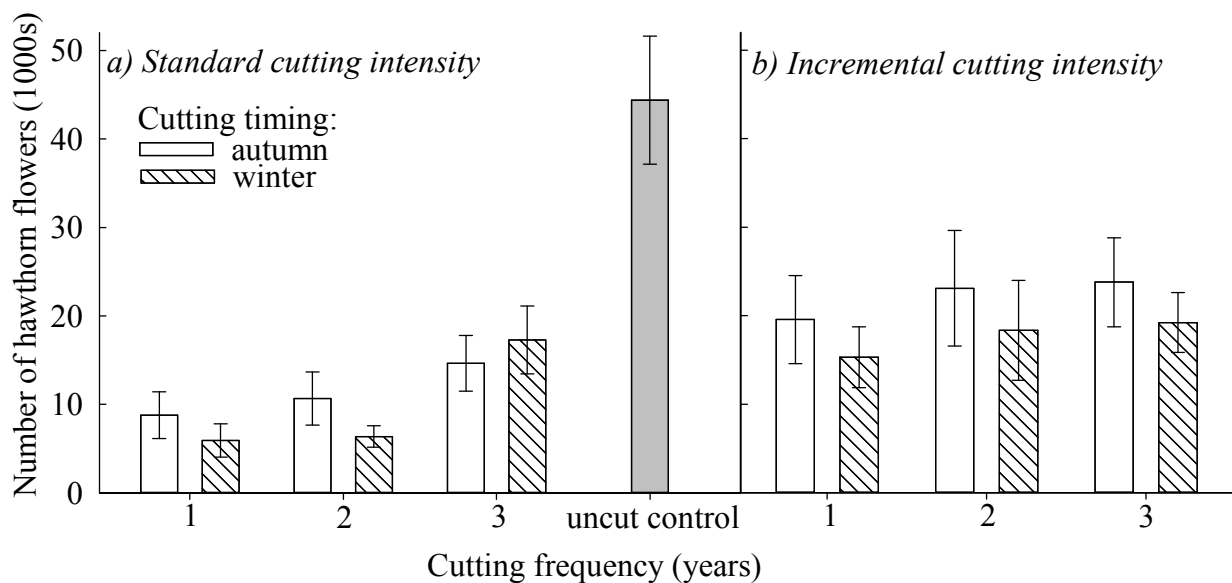 Number of hawthorn flowers (1000s)
50
40
30
20
10
0
a) Standard cutting intensity
Cutting timing:
autumn
winter
b) Incremental cutting intensity
1
2
3
uncut control
1
2
3
Cutting frequency (years)